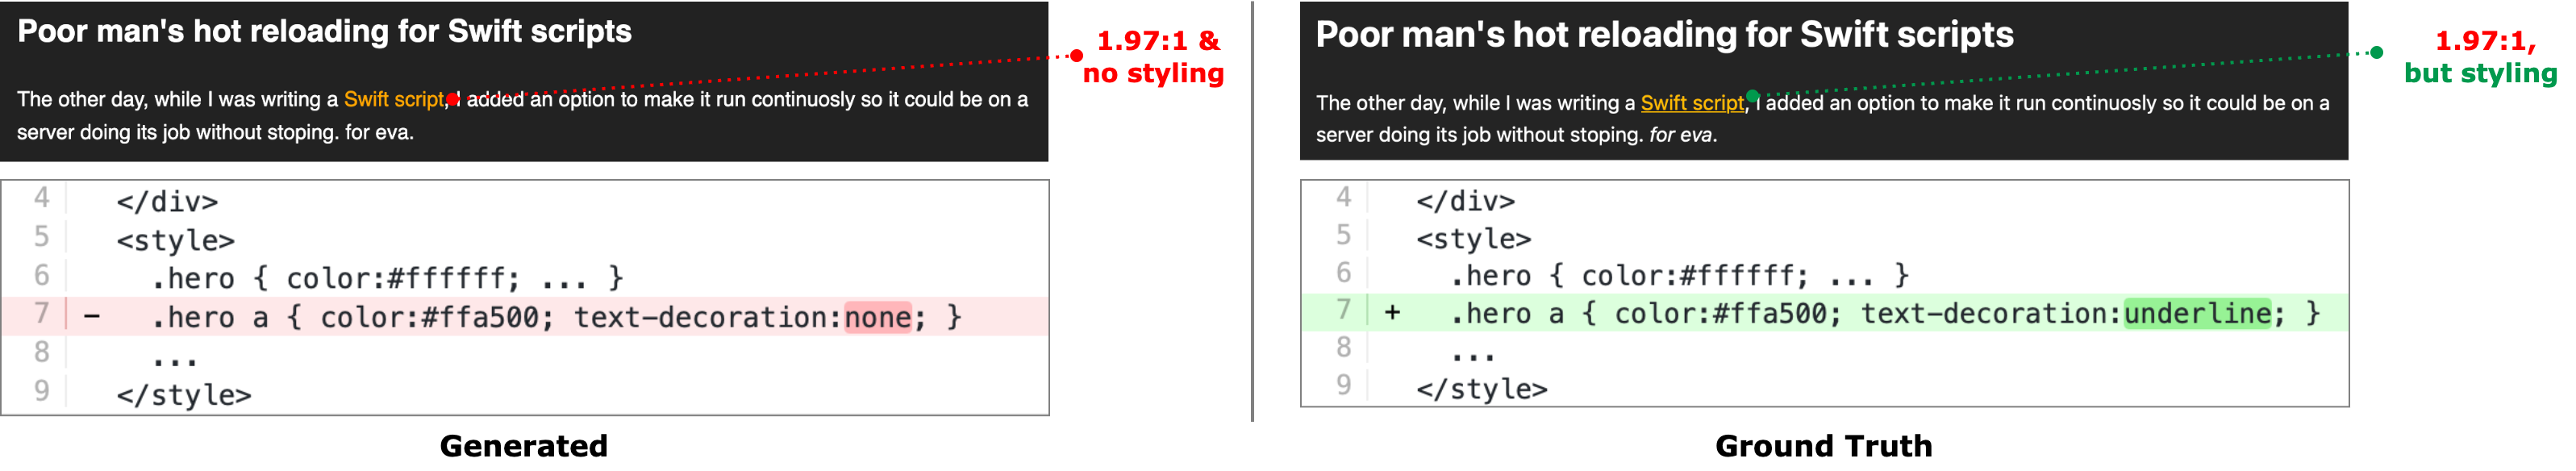 Poor man's hot reloading for Swift scripts
The other day, while I was writing a Swift script, I added an option to make it run continuosly so it could be on a
server doing its job without stoping. for eva.
1.97:1 &
no styling
4 </div>
5 <style>
6 .hero { color:#ffffff; ... }
7 - .hero a { color:#ffa500; text-decoration:none; }
8 ...
9 </style>
Generated
Poor man's hot reloading for Swift scripts
The other day, while I was writing a Swift script, I added an option to make it run continuosly so it could be on a
server doing its job without stoping. for eva.
1.97:1,
but styling
4 </div>
5 <style>
6 .hero { color:#ffffff; ... }
7 + .hero a { color:#ffa500; text-decoration:underline; }
8 ...
9 </style>
Ground Truth